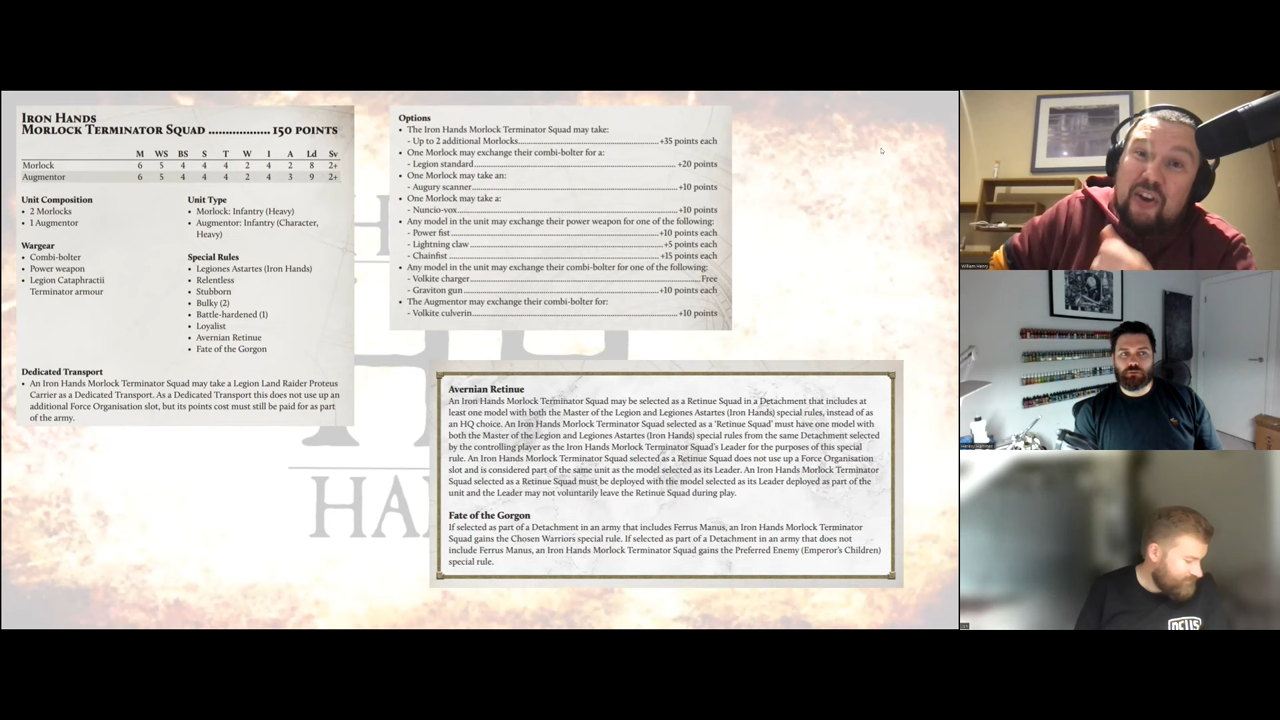 IRON HANDS
MORLOCK TERMINATOR SQUAD .................. 150 POINTS
M WS BS S T W I A Ld Sv
Morlock 6 5 4 4 4 2 4 2 8 2+
Augmentor 6 5 4 4 4 2 4 3 9 2+
Unit Composition
• 2 Morlocks
• 1 Augmentor
Wargear
• Combi-bolter
• Power weapon
• Legion Cataphractii
Terminator armour
Unit Type
• Morlock: Infantry (Heavy)
• Augmentor: Infantry (Character,
Heavy)
Special Rules
• Legiones Astartes (Iron Hands)
• Relentless
• Stubborn
• Bulky (2)
• Battle-hardened (1)
• Loyalist
• Avernian Retinue
• Fate of the Gorgon
Dedicated Transport
• An Iron Hands Morlock Terminator Squad may take a Legion Land Raider Proteus
Carrier as a Dedicated Transport. As a Dedicated Transport this does not use up an
additional Force Organisation slot, but its points cost must still be paid for as part
of the army.
Options
• The Iron Hands Morlock Terminator Squad may take:
- Up to 2 additional Morlocks..........+35 points each
• One Morlock may exchange their combi-bolter for a:
- Legion standard..........+20 points
• One Morlock may take an:
- Augury scanner..........+10 points
• One Morlock may take a:
- Nuncio-vox..........+10 points
• Any model in the unit may exchange their power weapon for one of the following:
- Power fist..........+10 points each
- Lightning claw..........+5 points each
- Chainfist..........+15 points each
• Any model in the unit may exchange their combi-bolter for one of the following:
- Volkite charger..........Free
- Graviton gun..........+10 points each
• The Augmentor may exchange their combi-bolter for:
- Volkite culverin..........+10 points
Avernian Retinue
An Iron Hands Morlock Terminator Squad may be selected as a Retinue Squad in a Detachment that includes at
least one model with both the Master of the Legion and Legiones Astartes (Iron Hands) special rules, instead of as
an HQ choice. An Iron Hands Morlock Terminator Squad selected as a 'Retinue Squad' must have one model with
both the Master of the Legion and Legiones Astartes (Iron Hands) special rules from the same Detachment selected
by the controlling player as the Iron Hands Morlock Terminator Squad's Leader for the purposes of this special
rule. An Iron Hands Morlock Terminator Squad selected as a Retinue Squad does not use up a Force Organisation
slot and is considered part of the same unit as the model selected as its Leader. An Iron Hands Morlock Terminator
Squad selected as a Retinue Squad must be deployed with the model selected as its Leader deployed as part of the
unit and the Leader may not voluntarily leave the Retinue Squad during play.
Fate of the Gorgon
If selected as part of a Detachment in an army that includes Ferrus Manus, an Iron Hands Morlock Terminator
Squad gains the Chosen Warriors special rule. If selected as part of a Detachment in an army that does not
include Ferrus Manus, an Iron Hands Morlock Terminator Squad gains the Preferred Enemy (Emperor's Children)
special rule.